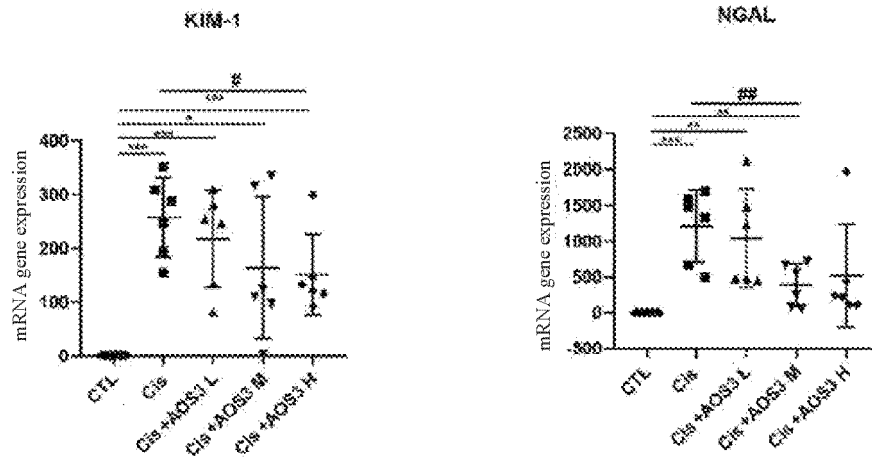 KIM-1
#
***
*
***
***
400
300
200
100
0
mRNA gene expression
CTL
Cis
Cis +AOS3 L
Cis +AOS3 M
Cis +AOS3 H
NGAL
##
**
**
***
2500
2000
1500
1000
500
0
-500
mRNA gene expression
CTL
Cis
Cis +AOS3 L
Cis +AOS3 M
Cis +AOS3 H